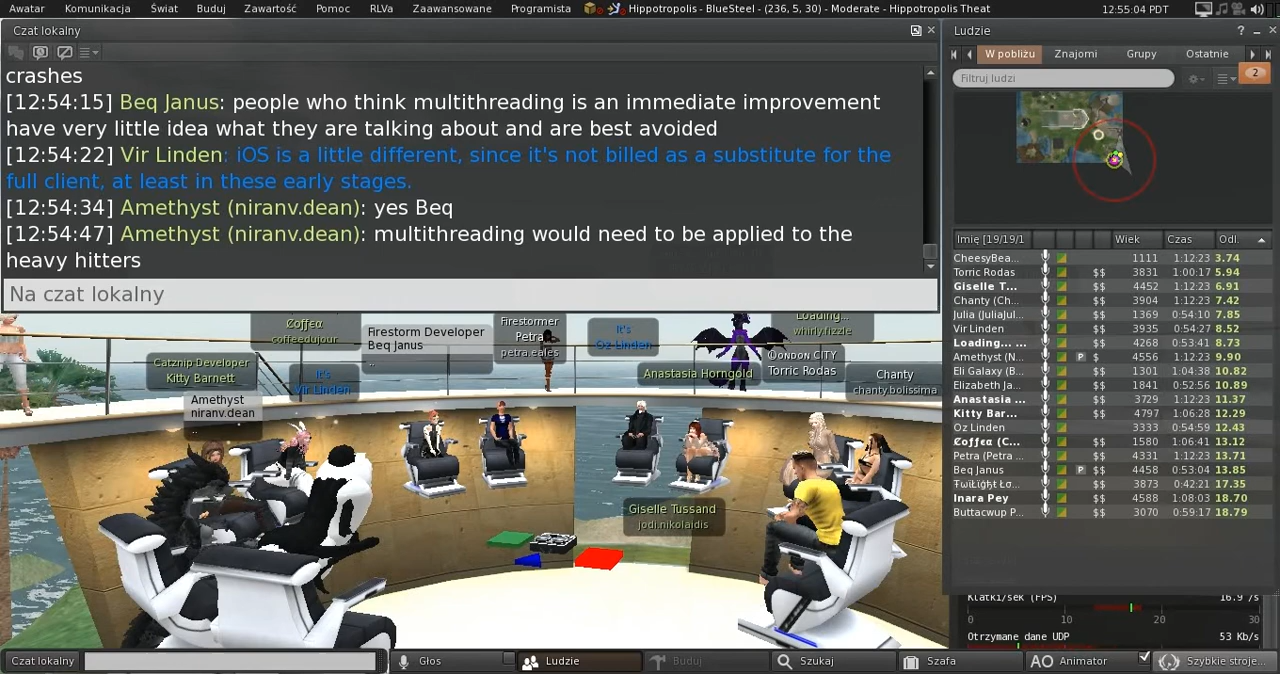 Awatar Komunikacja Świat Buduj Zawartość Pomoc RLVa Zaawansowane Programista Hippotropolis - BlueSteel - (236, 5, 30) - Moderate - Hippotropolis Theat 12:55:04 PDT
Czat lokalny
crashes
[12:54:15] Beq Janus: people who think multithreading is an immediate improvement
have very little idea what they are talking about and are best avoided
[12:54:22] Vir Linden: iOS is a little different, since it's not billed as a substitute for the
full client, at least in these early stages.
[12:54:34] Amethyst (niranv.dean): yes Beq
[12:54:47] Amethyst (niranv.dean): multithreading would need to be applied to the
heavy hitters
Na czat lokalny
Coffεα
coffeedujour
Firestorm Developer
Beq Janus
..
Firestormer
Petra
petra.eales
It's
Oz Linden
Loading...
whirly.fizzle
Catznip Developer
Kitty Barnett
It's
Vir Linden
Anastasia Horngold
LONDON CITY
Torric Rodas
Chanty
chanty.bolissima
Amethyst
niranv.dean
..
Giselle Tussand
jodi.nikolaidis
Ludzie
W pobliżu Znajomi Grupy Ostatnie
Filtruj ludzi
2
Imię [19/19/1 Wiek Czas Odl.
CheesyBea... 1111 1:12:23 3.74
Torric Rodas $$ 3831 1:00:17 5.94
Giselle T... $$ 4452 1:12:23 6.91
Chanty (Ch... $$ 3904 1:12:23 7.42
Julia (JuliaJul... $$ 1369 0:54:10 7.85
Vir Linden $$ 3935 0:54:27 8.52
Loading... ... $$ 4268 0:53:41 8.73
Amethyst (N... P $ 4556 1:12:23 9.90
Eli Galaxy (B... $$ 1301 1:04:38 10.82
Elizabeth Ja... $$ 1841 0:52:56 10.89
Anastasia ... $$ 3729 1:12:23 11.37
Kitty Bar... $$ 4797 1:06:28 12.29
Oz Linden 3333 0:54:59 12.43
Coffεα (C... $$ 1580 1:06:41 13.12
Petra (Petra ... $$ 4331 1:12:23 13.71
Beq Janus P $$ 4458 0:53:04 13.85
$$ 3873 0:42:21 17.35
Inara Pey $$ 4588 1:08:03 18.70
Buttacwup P... $$ 3070 0:59:17 18.79
Klatki/sek (FPS) 16.9 /s
0 10 20 30
Otrzymane dane UDP 53 Kb/s
Czat lokalny Głos Ludzie Buduj Szukaj Szafa AO Animator Szybkie stroje...